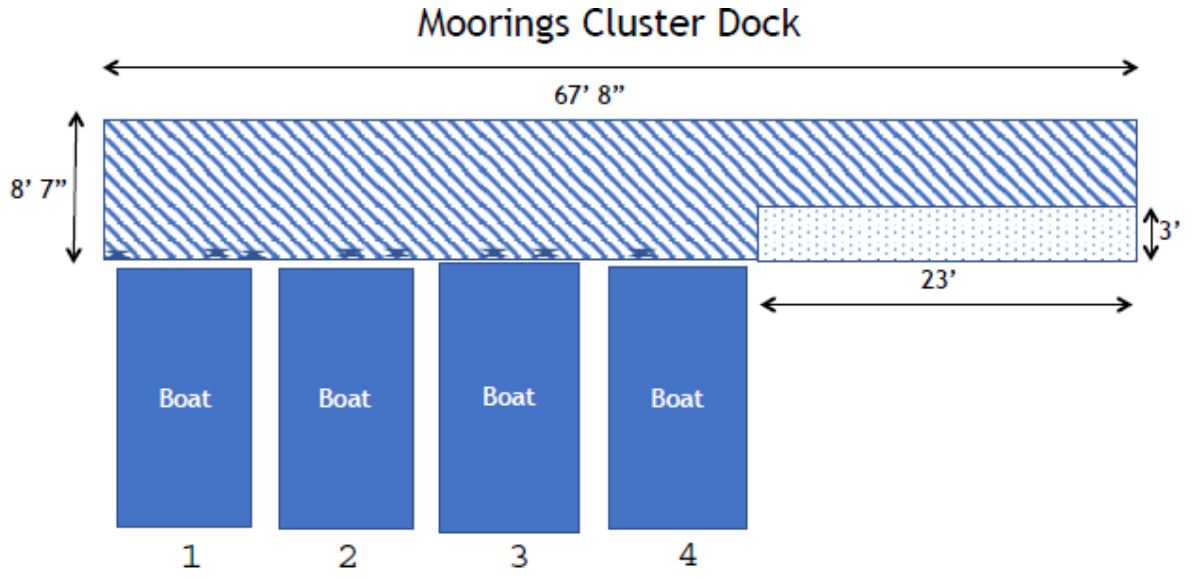 Moorings Cluster Dock
67’ 8”
8’ 7”
3’
23’
Boat
Boat
Boat
Boat
1
2
3
4